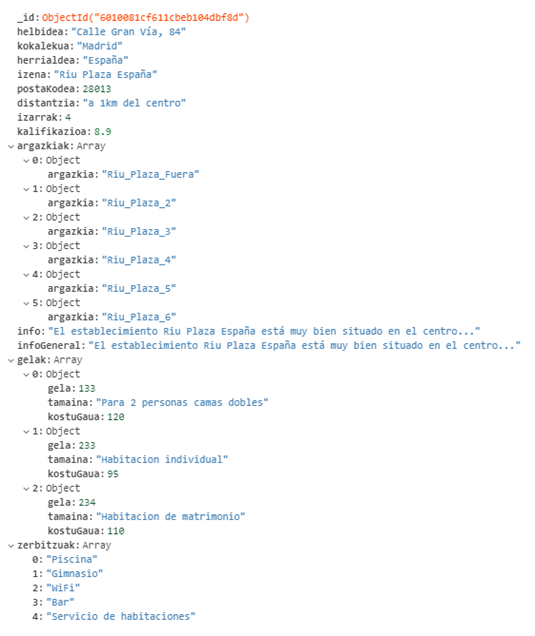 _id: ObjectId("6010081cf611cbeb104dbf8d")
helbidea: "Calle Gran Vía, 84"
kokalekua: "Madrid"
herrialdea: "España"
izena: "Riu Plaza España"
postaKodea: 28013
distantzia: "a 1km del centro"
izarrak: 4
kalifikazioa: 8.9
argazkiak: Array
0: Object
argazkia: "Riu_Plaza_Fuera"
1: Object
argazkia: "Riu_Plaza_2"
2: Object
argazkia: "Riu_Plaza_3"
3: Object
argazkia: "Riu_Plaza_4"
4: Object
argazkia: "Riu_Plaza_5"
5: Object
argazkia: "Riu_Plaza_6"
info: "El establecimiento Riu Plaza España está muy bien situado en el centro..."
infoGeneral: "El establecimiento Riu Plaza España está muy bien situado en el centro..."
gelak: Array
0: Object
gela: 133
tamaina: "Para 2 personas camas dobles"
kostuGaua: 120
1: Object
gela: 233
tamaina: "Habitacion individual"
kostuGaua: 95
2: Object
gela: 234
tamaina: "Habitacion de matrimonio"
kostuGaua: 110
zerbitzuak: Array
0: "Piscina"
1: "Gimnasio"
2: "WiFi"
3: "Bar"
4: "Servicio de habitaciones"